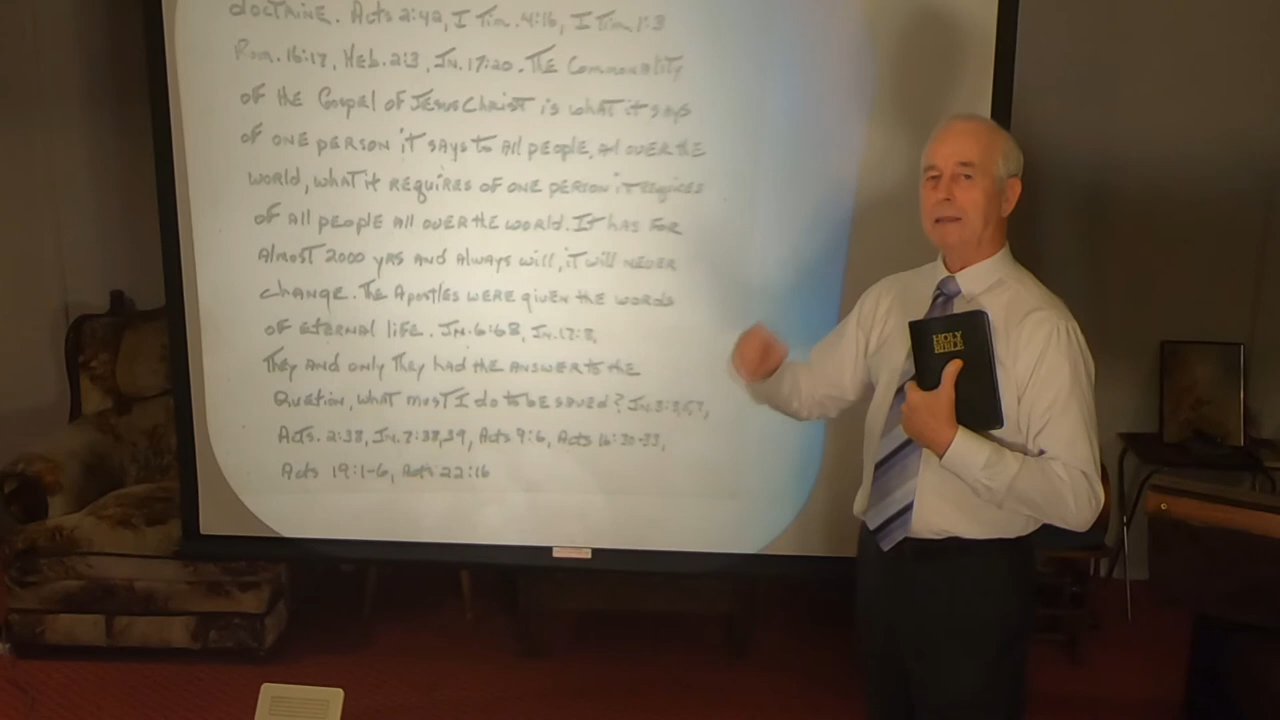 doctrine. Acts 2:42, I Tim. 4:16, I Tim. 1:3
Rom. 16:17, Heb. 2:3, Jn. 17:20. The Commonality
of the Gospel of Jesus Christ is what it says
of one person it says to all people, all over the
world, what it requires of one person it requires
of all people all over the world. It has for
Almost 2000 yrs and always will, it will never
change. The Apostles were given the words
of eternal life. Jn. 6:68, Jn. 17:8,
They and only They had the answer to the
Question, what must I do to be saved? Jn. 3:3,5,7,
Acts. 2:38, Jn. 7:38,39, Acts 9:6, Acts 16:30-33,
Acts 19:1-6, Acts 22:16
HOLY
BIBLE